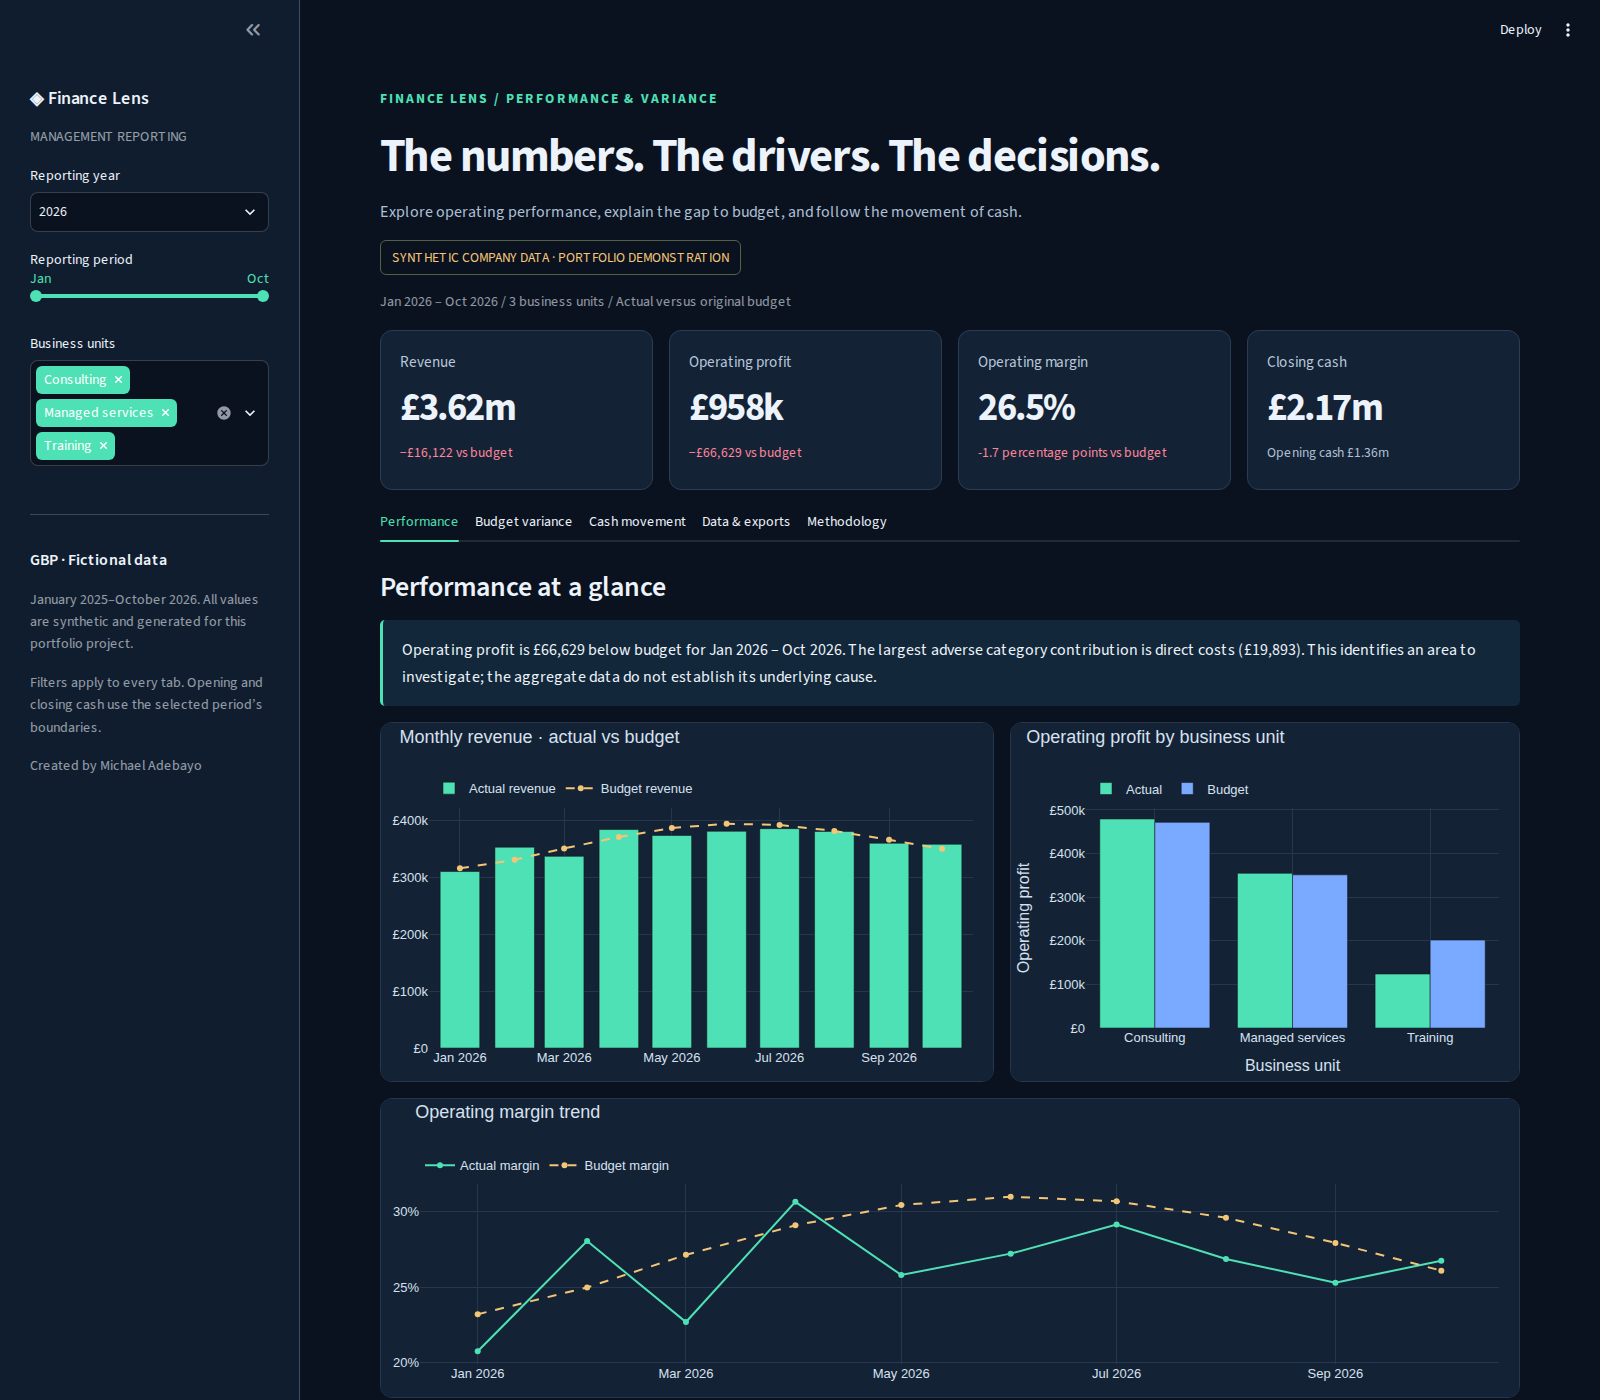 Deploy
◈ Finance Lens
MANAGEMENT REPORTING
Reporting year
2026
Reporting period
Jan Oct
Business units
Consulting
Managed services
Training
GBP · Fictional data
January 2025–October 2026. All values
are synthetic and generated for this
portfolio project.
Filters apply to every tab. Opening and
closing cash use the selected period's
boundaries.
Created by Michael Adebayo
FINANCE LENS / PERFORMANCE & VARIANCE
The numbers. The drivers. The decisions.
Explore operating performance, explain the gap to budget, and follow the movement of cash.
SYNTHETIC COMPANY DATA · PORTFOLIO DEMONSTRATION
Jan 2026 – Oct 2026 / 3 business units / Actual versus original budget
Revenue
£3.62m
−£16,122 vs budget
Operating profit
£958k
−£66,629 vs budget
Operating margin
26.5%
-1.7 percentage points vs budget
Closing cash
£2.17m
Opening cash £1.36m
Performance Budget variance Cash movement Data & exports Methodology
Performance at a glance
Operating profit is £66,629 below budget for Jan 2026 – Oct 2026. The largest adverse category contribution is direct costs (£19,893). This identifies an area to
investigate; the aggregate data do not establish its underlying cause.
Monthly revenue · actual vs budget
Actual revenue Budget revenue
£400k
£300k
£200k
£100k
£0
Jan 2026 Mar 2026 May 2026 Jul 2026 Sep 2026
Operating profit by business unit
Actual Budget
£500k
£400k
£300k
£200k
£100k
£0
Operating profit
Consulting Managed services Training
Business unit
Operating margin trend
Actual margin Budget margin
30%
25%
20%
Jan 2026 Mar 2026 May 2026 Jul 2026 Sep 2026